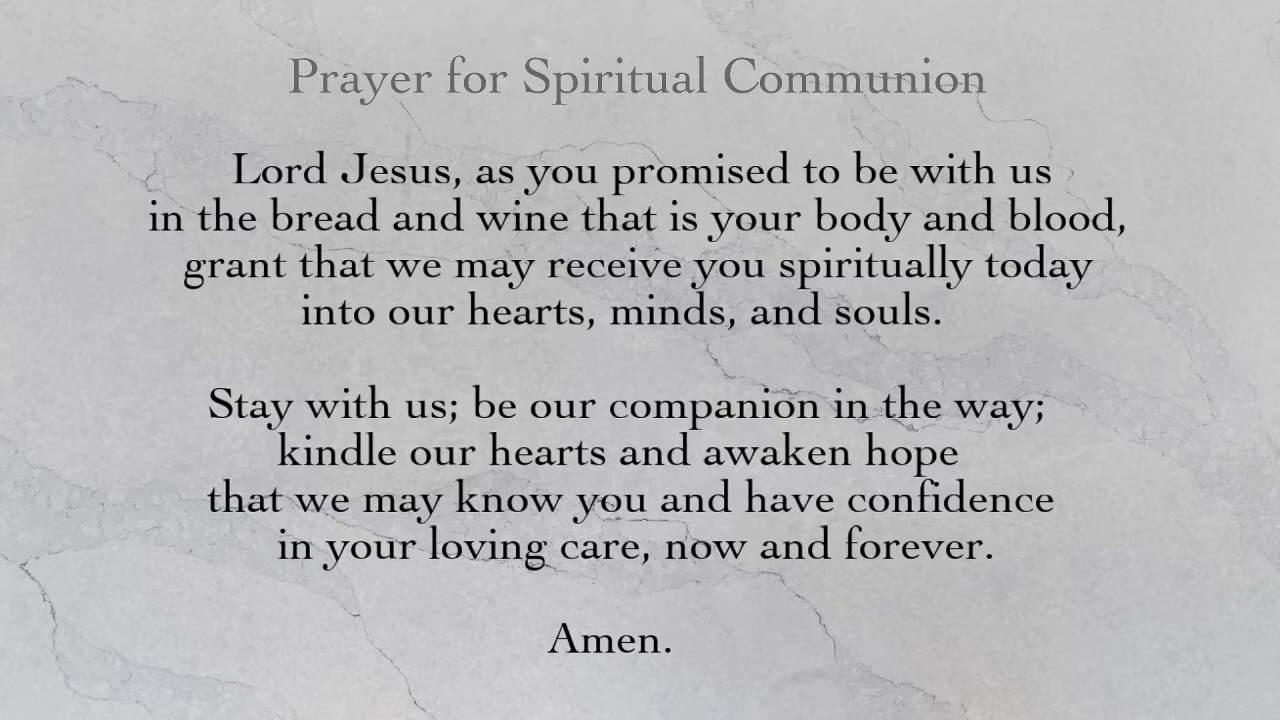 Prayer for Spiritual Communion
Lord Jesus, as you promised to be with us
in the bread and wine that is your body and blood,
grant that we may receive you spiritually today
into our hearts, minds, and souls.
Stay with us; be our companion in the way;
kindle our hearts and awaken hope
that we may know you and have confidence
in your loving care, now and forever.
Amen.